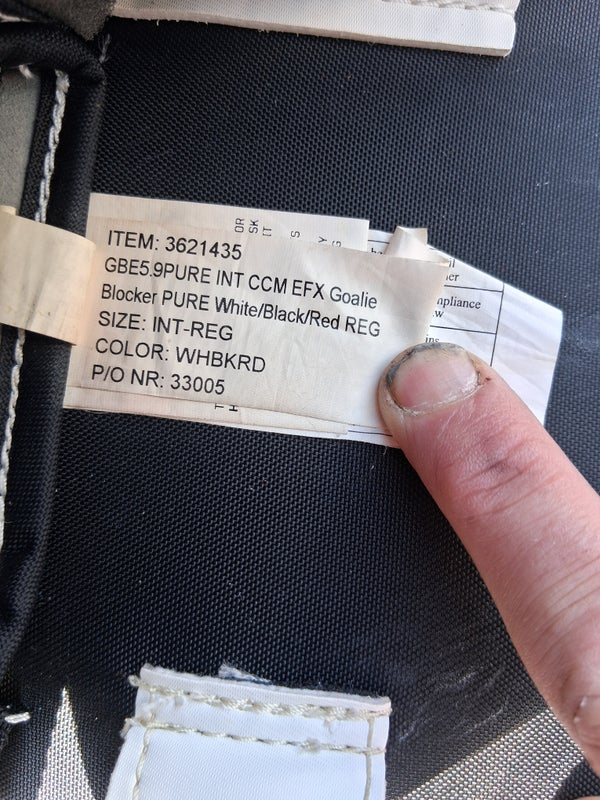 ITEM: 3621435
GBE5.9PURE INT CCM EFX Goalie
Blocker PURE White/Black/Red REG
SIZE: INT-REG
COLOR: WHBKRD
P/O NR: 33005